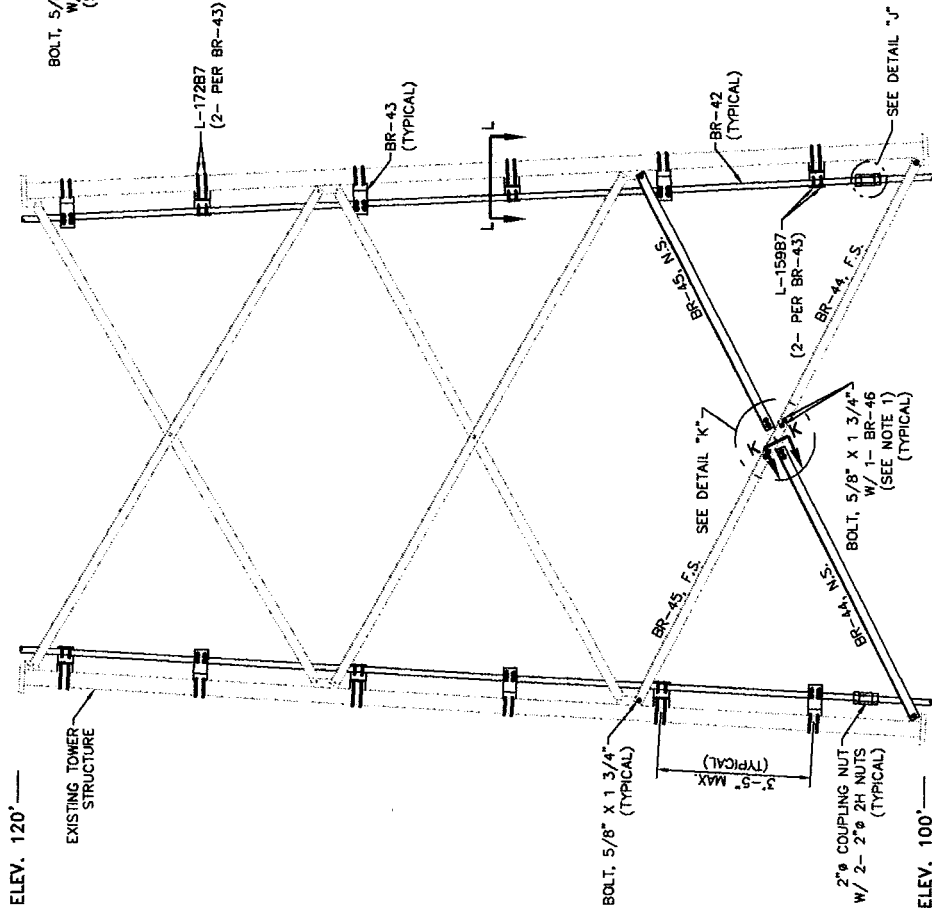 BOLT, 5/
W/
(
L-172B7
(2- PER BR-43)
ELEV. 120'
EXISTING TOWER
STRUCTURE
BR-43
(TYPICAL)
L
L
BR-42
(TYPICAL)
BR-45, N.S.
BR-45, F.S.
SEE DETAIL "K"
K
K
L-159B7
(2- PER BR-43)
BR-44, F.S.
BR-44, N.S.
BOLT, 5/8" X 1 3/4"
(TYPICAL)
3'-5" MAX.
(TYPICAL)
BOLT, 5/8" X 1 3/4"
W/ 1- BR-46
(SEE NOTE 1)
(TYPICAL)
SEE DETAIL "J"
2"ø COUPLING NUT
W/ 2- 2"ø 2H NUTS
(TYPICAL)
ELEV. 100'